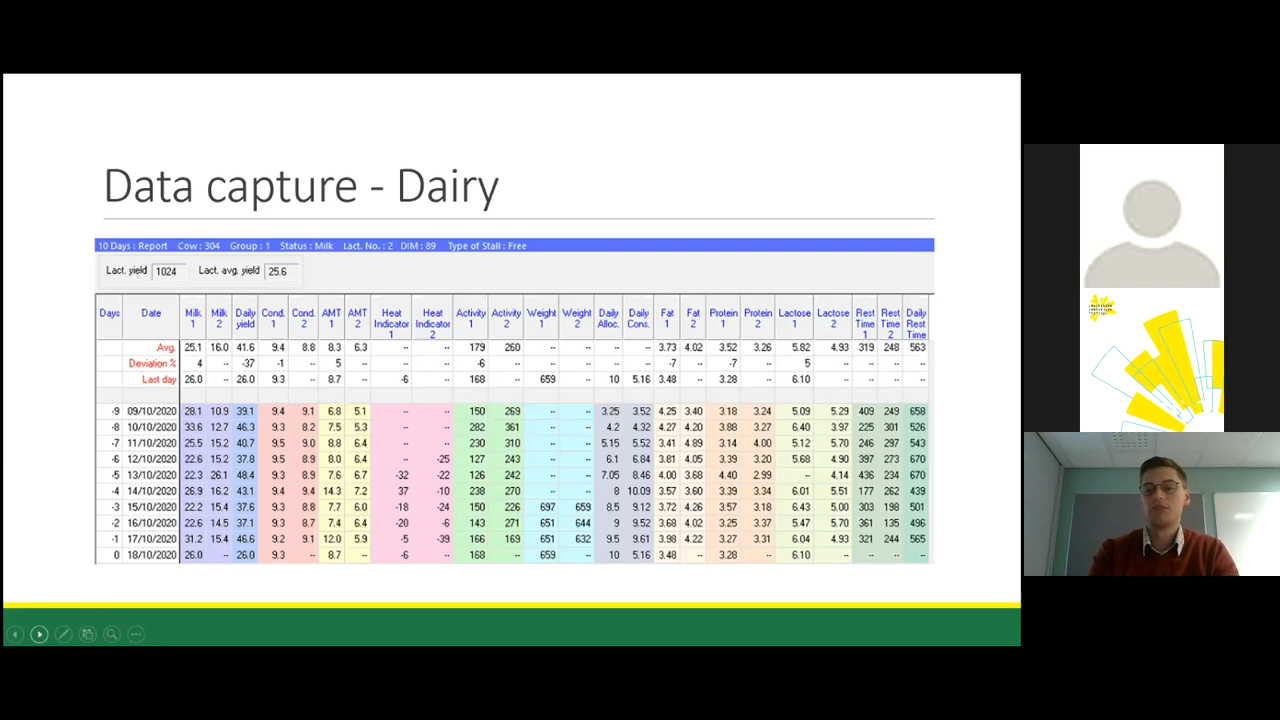 Data capture - Dairy
10 Days : Report Cow : 304 Group : 1 Status : Milk Lact. No. : 2 DIM : 89 Type of Stall : Free
Lact. yield 1024 Lact. avg. yield 25.6
Days Date Milk 1 Milk 2 Daily yield Cond. 1 Cond. 2 AMT 1 AMT 2 Heat Indicator 1 Heat Indicator 2 Activity 1 Activity 2 Weight 1 Weight 2 Daily Alloc. Daily Cons. Fat 1 Fat 2 Protein 1 Protein 2 Lactose 1 Lactose 2 Rest Time 1 Rest Time 2 Daily Rest Time
Avg. 25.1 16.0 41.6 9.4 8.8 8.3 6.3 -- -- 179 260 -- -- -- -- 3.73 4.02 3.52 3.26 5.82 4.93 319 248 563
Deviation % 4 -- -37 -1 -- 5 -- -- -- -6 -- -- -- -- -- -7 -- -7 -- 5 -- -- -- --
Last day 26.0 -- 26.0 9.3 -- 8.7 -- -6 -- 168 -- 659 -- 10 5.16 3.48 -- 3.28 -- 6.10 -- -- -- --
-9 09/10/2020 28.1 10.9 39.1 9.4 9.1 6.8 5.1 -- -- 150 269 -- -- 3.25 3.52 4.25 3.40 3.18 3.24 5.09 5.29 409 249 658
-8 10/10/2020 33.6 12.7 46.3 9.3 8.2 7.5 5.3 -- -- 282 361 -- -- 4.2 4.32 4.27 4.20 3.88 3.27 6.40 3.97 225 301 526
-7 11/10/2020 25.5 15.2 40.7 9.5 9.0 8.8 6.4 -- -- 230 310 -- -- 5.15 5.52 3.41 4.89 3.14 4.00 5.12 5.70 246 297 543
-6 12/10/2020 22.6 15.2 37.8 9.5 8.9 8.0 6.4 -- -25 127 243 -- -- 6.1 6.84 3.81 4.05 3.39 3.20 5.68 4.90 397 273 670
-5 13/10/2020 22.3 26.1 48.4 9.3 8.9 7.6 6.7 -32 -22 126 242 -- -- 7.05 8.46 4.00 3.68 4.40 2.99 -- 4.14 436 234 670
-4 14/10/2020 26.9 16.2 43.1 9.4 9.4 14.3 7.2 37 -10 238 270 -- -- 8 10.09 3.57 3.60 3.39 3.34 6.01 5.51 177 262 439
-3 15/10/2020 22.2 15.4 37.6 9.3 8.8 7.7 6.0 -18 -24 150 226 697 659 8.5 9.12 3.72 4.26 3.57 3.18 6.43 5.00 303 198 501
-2 16/10/2020 22.6 14.5 37.1 9.3 8.7 7.4 6.4 -20 -6 143 271 651 644 9 9.52 3.68 4.02 3.25 3.37 5.47 5.70 361 135 496
-1 17/10/2020 31.2 15.4 46.6 9.2 9.1 12.0 5.9 -5 -39 166 169 651 632 9.5 9.61 3.98 4.22 3.27 3.31 6.04 4.93 321 244 565
0 18/10/2020 26.0 -- 26.0 9.3 -- 8.7 -- -6 -- 168 -- 659 -- 10 5.16 3.48 -- 3.28 -- 6.10 -- -- -- --